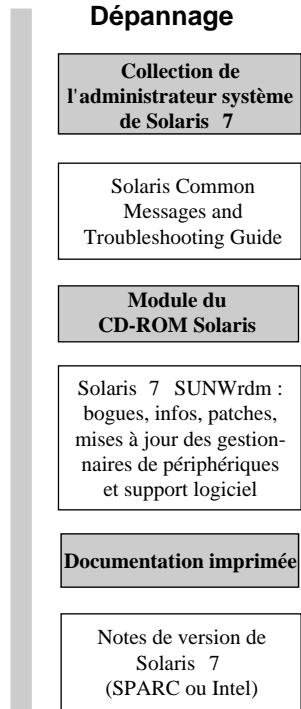 Dépannage
Collection de
l'administrateur système
de Solaris 7
Solaris Common
Messages and
Troubleshooting Guide
Module du
CD-ROM Solaris
Solaris 7 SUNWrdm :
bogues, infos, patches,
mises à jour des gestion-
naires de périphériques
et support logiciel
Documentation imprimée
Notes de version de
Solaris 7
(SPARC ou Intel)